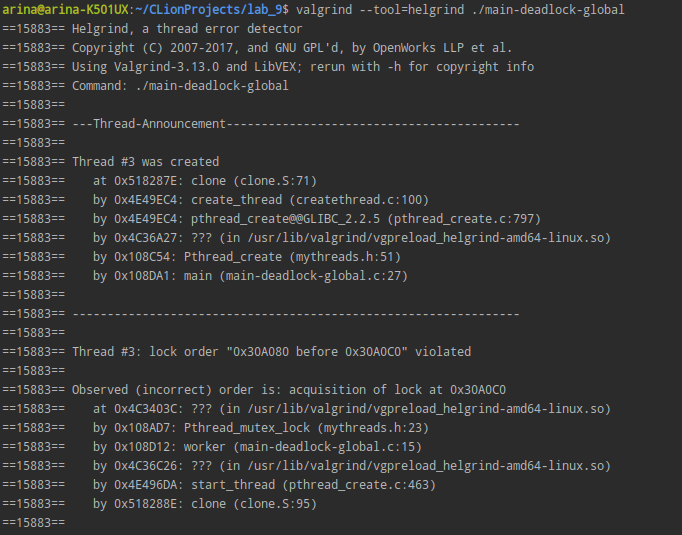 arina@arina-K501UX:~/CLionProjects/lab_9$ valgrind --tool=helgrind ./main-deadlock-global
==15883== Helgrind, a thread error detector
==15883== Copyright (C) 2007-2017, and GNU GPL'd, by OpenWorks LLP et al.
==15883== Using Valgrind-3.13.0 and LibVEX; rerun with -h for copyright info
==15883== Command: ./main-deadlock-global
==15883==
==15883== ---Thread-Announcement------------------------------------------
==15883==
==15883== Thread #3 was created
==15883==    at 0x518287E: clone (clone.S:71)
==15883==    by 0x4E49EC4: create_thread (createthread.c:100)
==15883==    by 0x4E49EC4: pthread_create@@GLIBC_2.2.5 (pthread_create.c:797)
==15883==    by 0x4C36A27: ??? (in /usr/lib/valgrind/vgpreload_helgrind-amd64-linux.so)
==15883==    by 0x108C54: Pthread_create (mythreads.h:51)
==15883==    by 0x108DA1: main (main-deadlock-global.c:27)
==15883==
==15883== ----------------------------------------------------------------
==15883==
==15883== Thread #3: lock order "0x30A080 before 0x30A0C0" violated
==15883==
==15883== Observed (incorrect) order is: acquisition of lock at 0x30A0C0
==15883==    at 0x4C3403C: ??? (in /usr/lib/valgrind/vgpreload_helgrind-amd64-linux.so)
==15883==    by 0x108AD7: Pthread_mutex_lock (mythreads.h:23)
==15883==    by 0x108D12: worker (main-deadlock-global.c:15)
==15883==    by 0x4C36C26: ??? (in /usr/lib/valgrind/vgpreload_helgrind-amd64-linux.so)
==15883==    by 0x4E496DA: start_thread (pthread_create.c:463)
==15883==    by 0x518288E: clone (clone.S:95)
==15883==